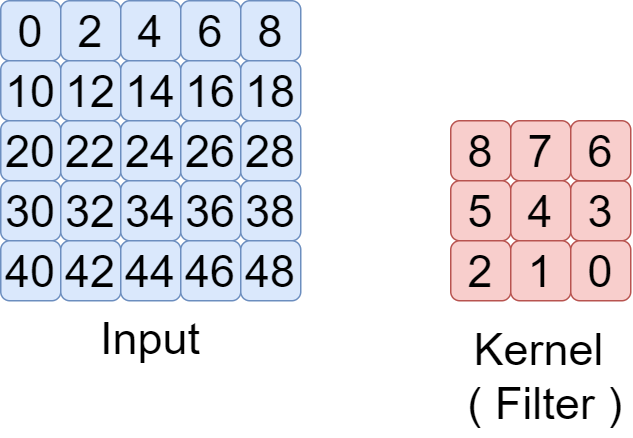 0 2 4 6 8
10 12 14 16 18
20 22 24 26 28
30 32 34 36 38
40 42 44 46 48
Input
8 7 6
5 4 3
2 1 0
Kernel
( Filter )